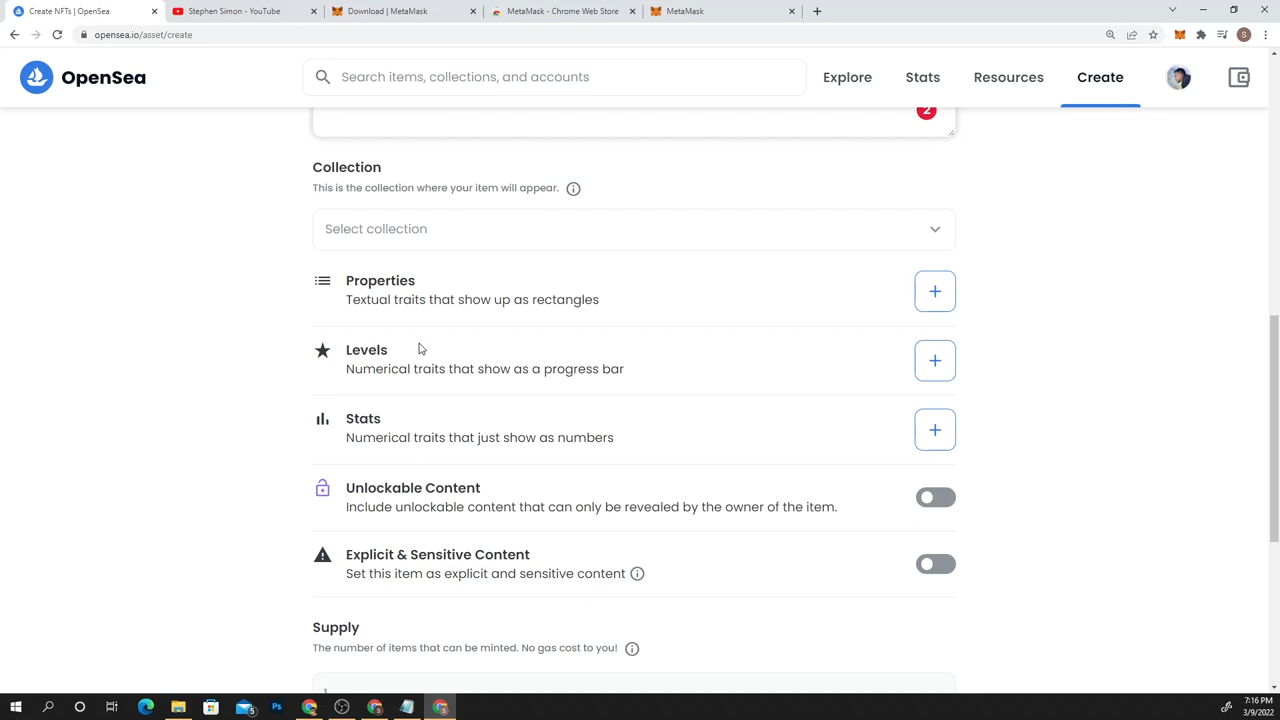 Create NFTs | OpenSea
Stephen Simon - YouTube
Download | MetaMask
MetaMask - Chrome Web Store
MetaMask
opensea.io/asset/create
S
OpenSea
Search items, collections, and accounts
Explore
Stats
Resources
Create
2
Collection
This is the collection where your item will appear.
Select collection
Properties
Textual traits that show up as rectangles
Levels
Numerical traits that show as a progress bar
Stats
Numerical traits that just show as numbers
Unlockable Content
Include unlockable content that can only be revealed by the owner of the item.
Explicit & Sensitive Content
Set this item as explicit and sensitive content
Supply
The number of items that can be minted. No gas cost to you!
1
5
Ps
7:16 PM
3/9/2022